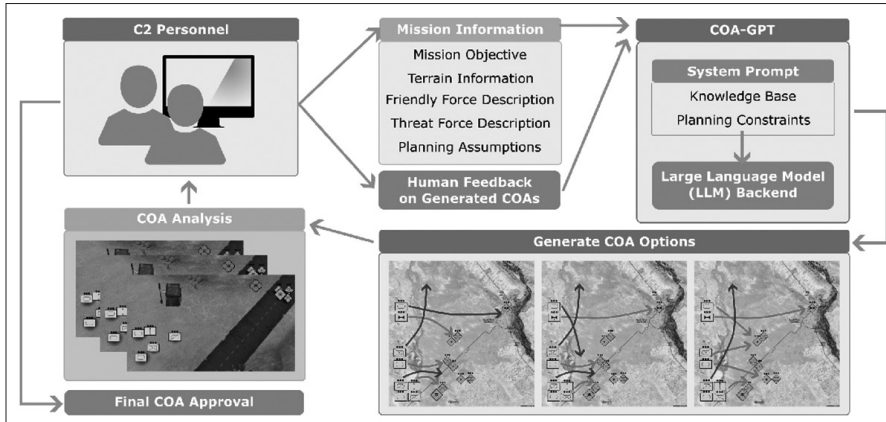 C2 Personnel
Mission Information
Mission Objective
Terrain Information
Friendly Force Description
Threat Force Description
Planning Assumptions
Human Feedback
on Generated COAs
COA-GPT
System Prompt
Knowledge Base
Planning Constraints
Large Language Model
(LLM) Backend
COA Analysis
Generate COA Options
Final COA Approval